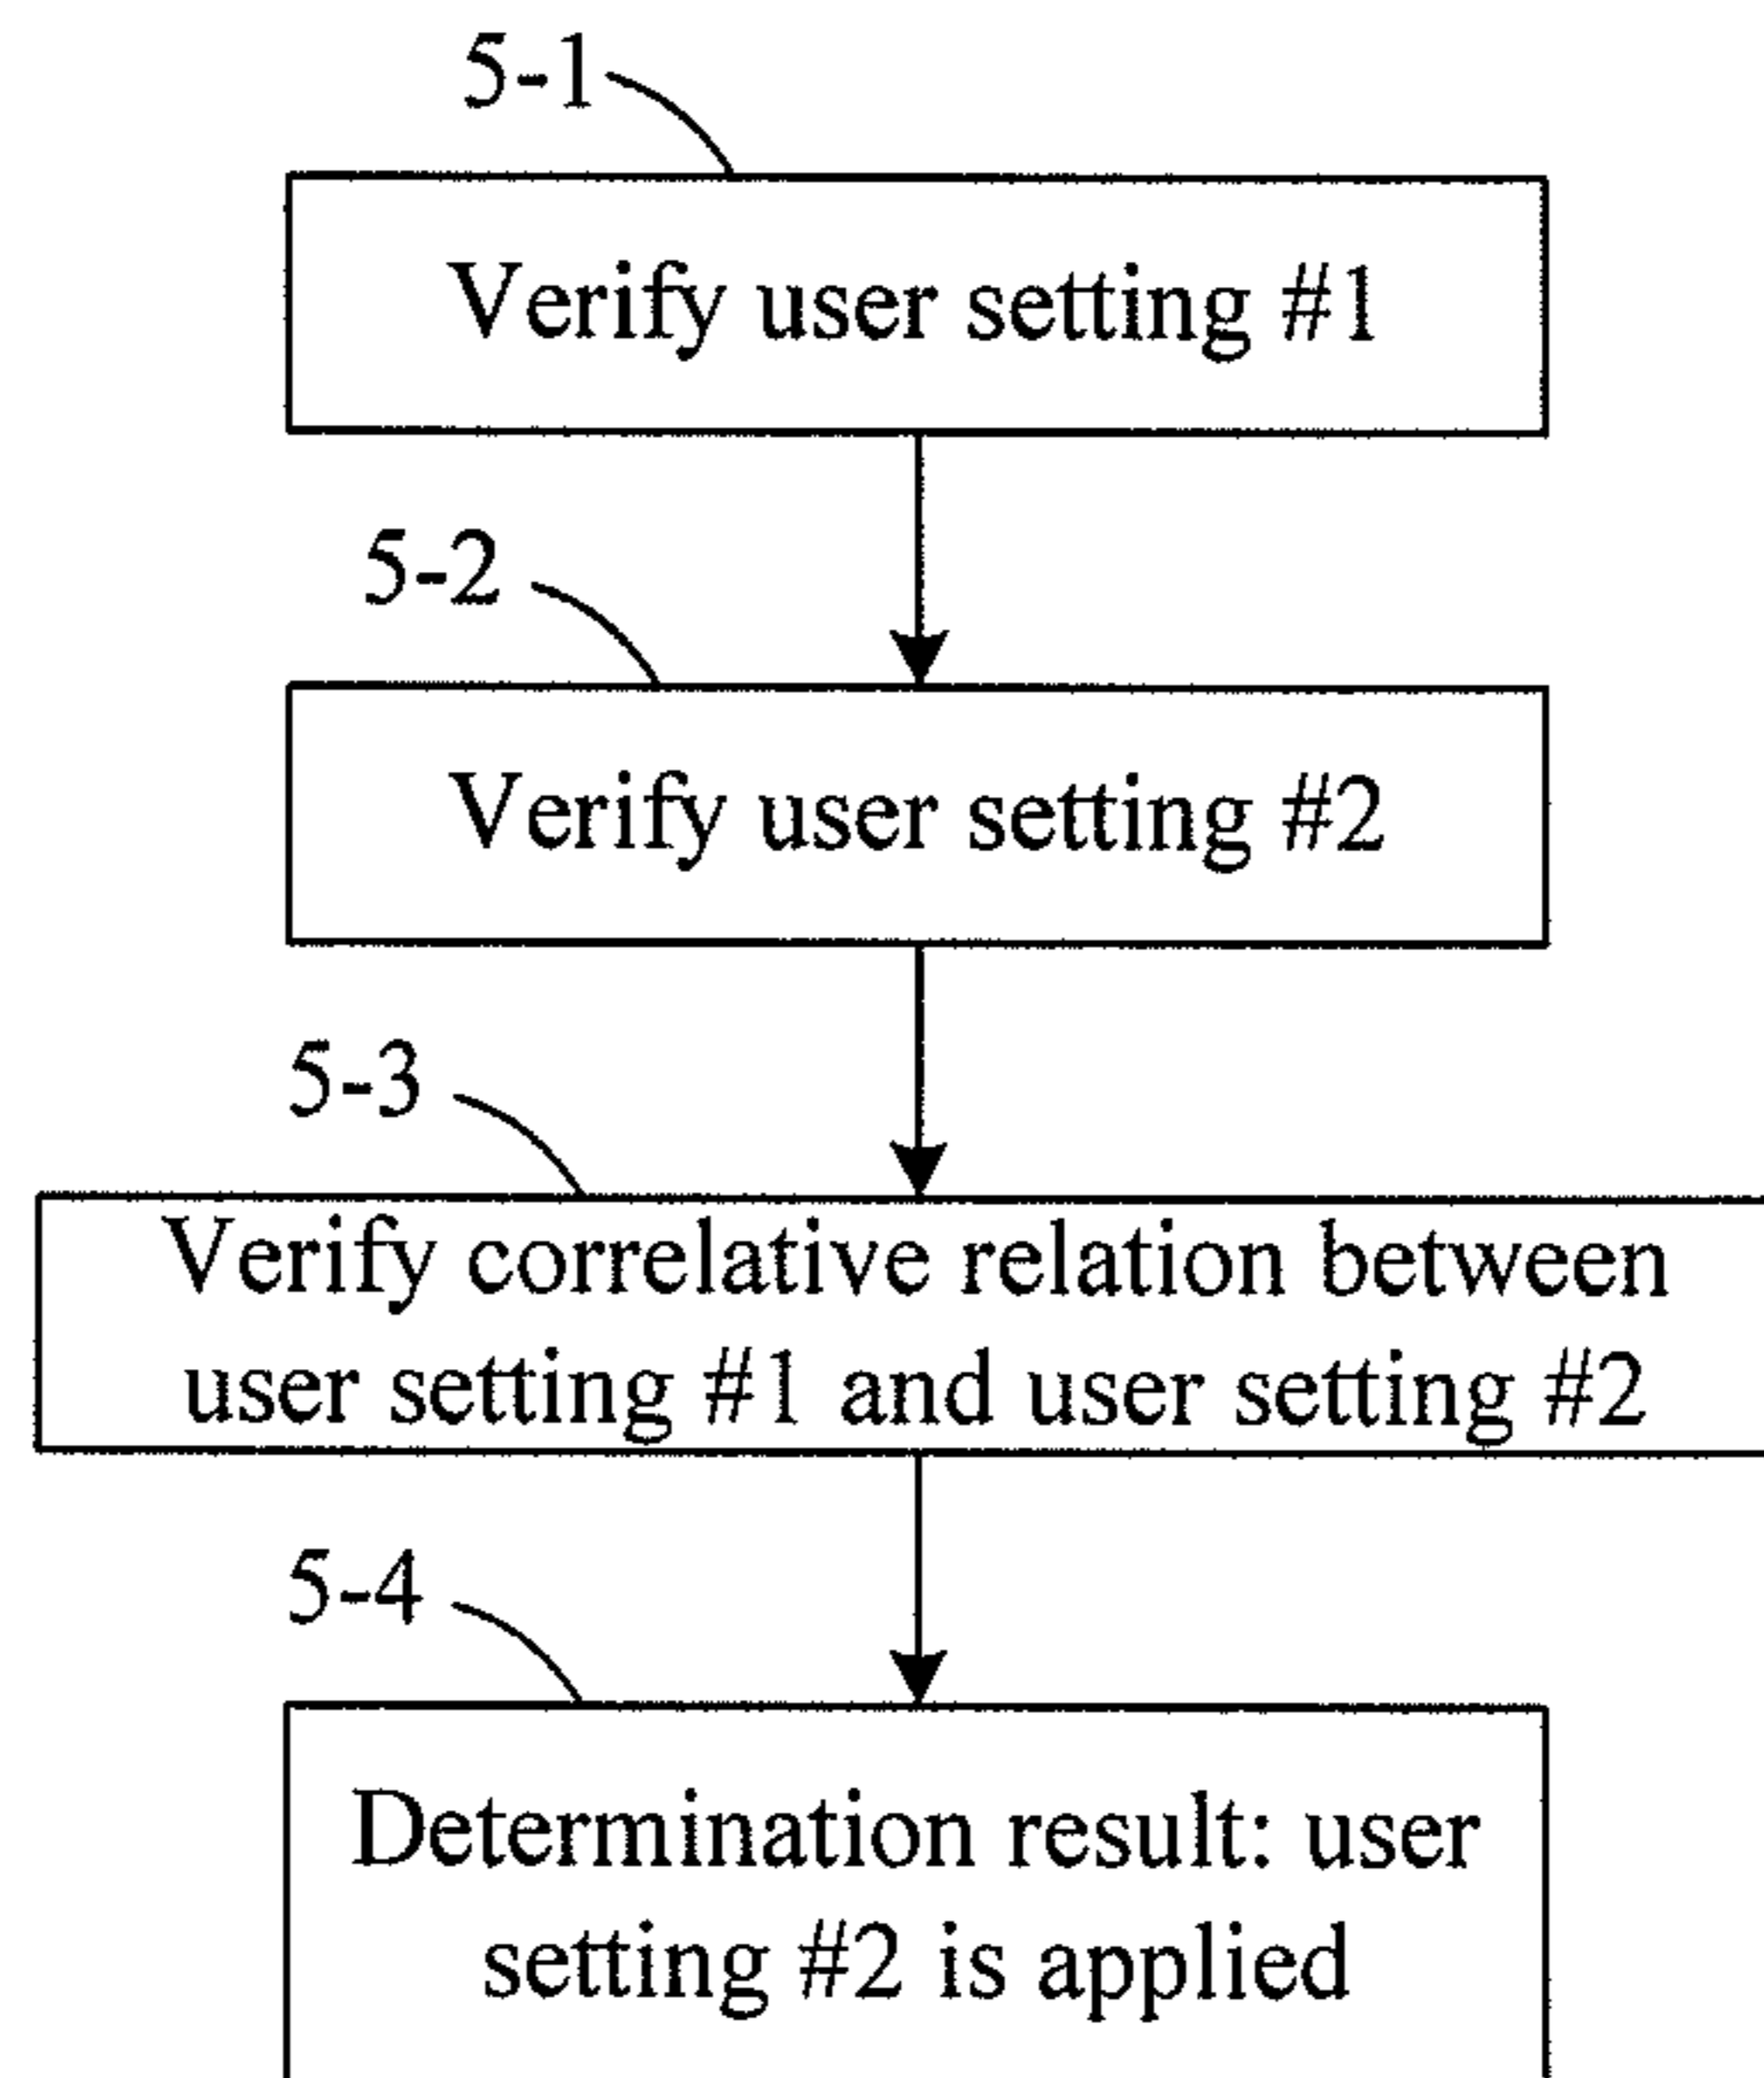 5-1
Verify user setting #1
5-2
Verify user setting #2
5-3
Verify correlative relation between
user setting #1 and user setting #2
5-4
Determination result: user
setting #2 is applied